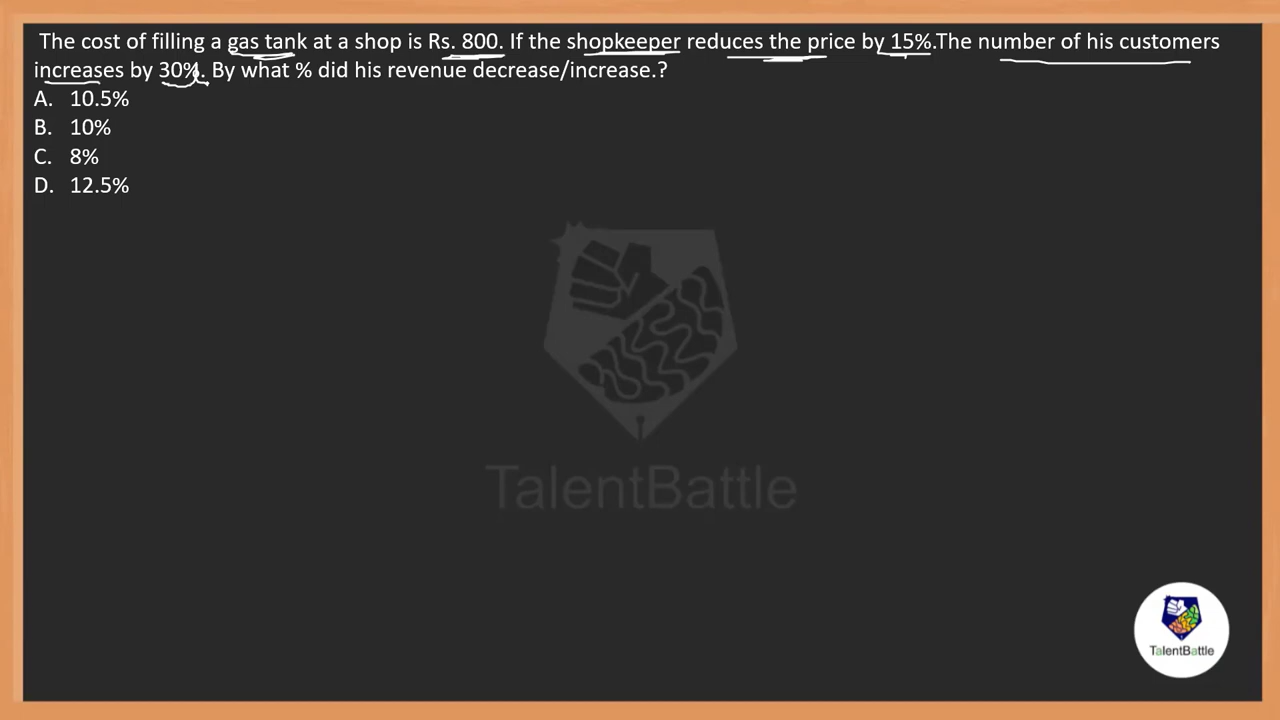 The cost of filling a gas tank at a shop is Rs. 800. If the shopkeeper reduces the price by 15%.The number of his customers
increases by 30%. By what % did his revenue decrease/increase.?
A. 10.5%
B. 10%
C. 8%
D. 12.5%
TalentBattle
TalentBattle